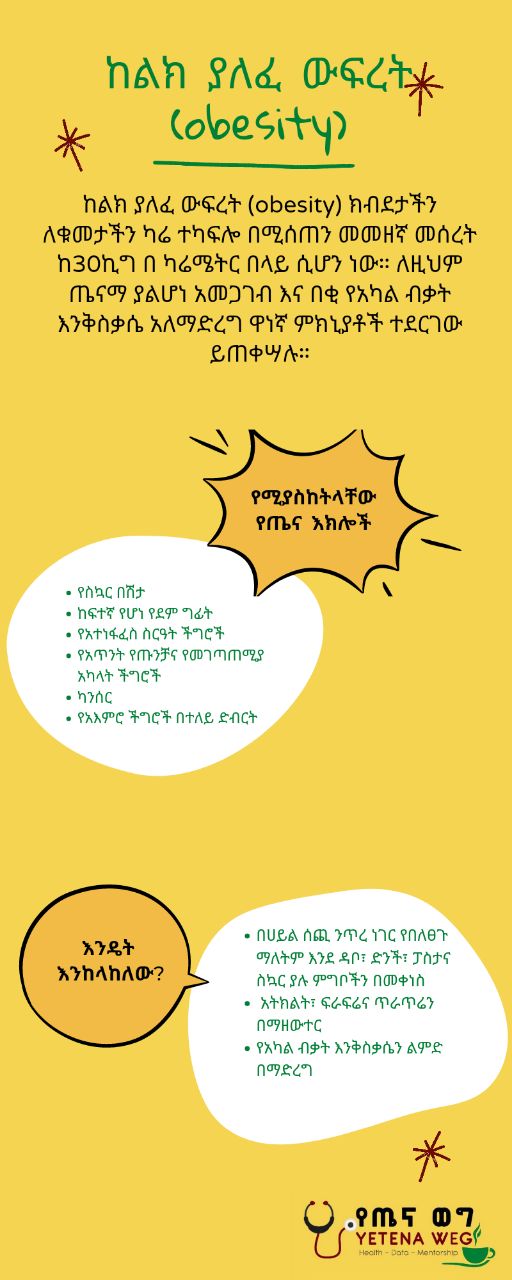 ከልክ ያለፈ ውፍረት
(obesity)
ከልክ ያለፈ ውፍረት (obesity) ክብደታችን
ለቁመታችን ካሬ ተካፍሎ በሚሰጠን መመዘኛ መሰረት
ከ30ኪግ በ ካሬሜትር በላይ ሲሆን ነው። ለዚህም
ጤናማ ያልሆነ አመጋገብ እና በቂ የአካል ብቃት
እንቅስቃሴ አለማድረግ ዋነኛ ምክኒያቶች ተደርገው
ይጠቀሣሉ።
የሚያስከትላቸው
የጤና እክሎች
• የስኳር በሽታ
• ከፍተኛ የሆነ የደም ግፊት
• የአተነፋፈስ ስርዓት ችግሮች
• የአጥንት የጡንቻና የመገጣጠሚያ
አካላት ችግሮች
• ካንሰር
• የአእምሮ ችግሮች በተለይ ድብርት
እንዴት
እንከላከለው?
• በሀይል ሰጪ ንጥረ ነገር የበለፀጉ
ማለትም እንደ ዳቦ፣ ድንች፣ ፓስታና
ስኳር ያሉ ምግቦችን በመቀነስ
• አትክልት፣ ፍራፍሬና ጥራጥሬን
በማዘውተር
• የአካል ብቃት እንቅስቃሴን ልምድ
በማድረግ
የጤና ወግ
YETENA WEG
Health - Data - Mentorship